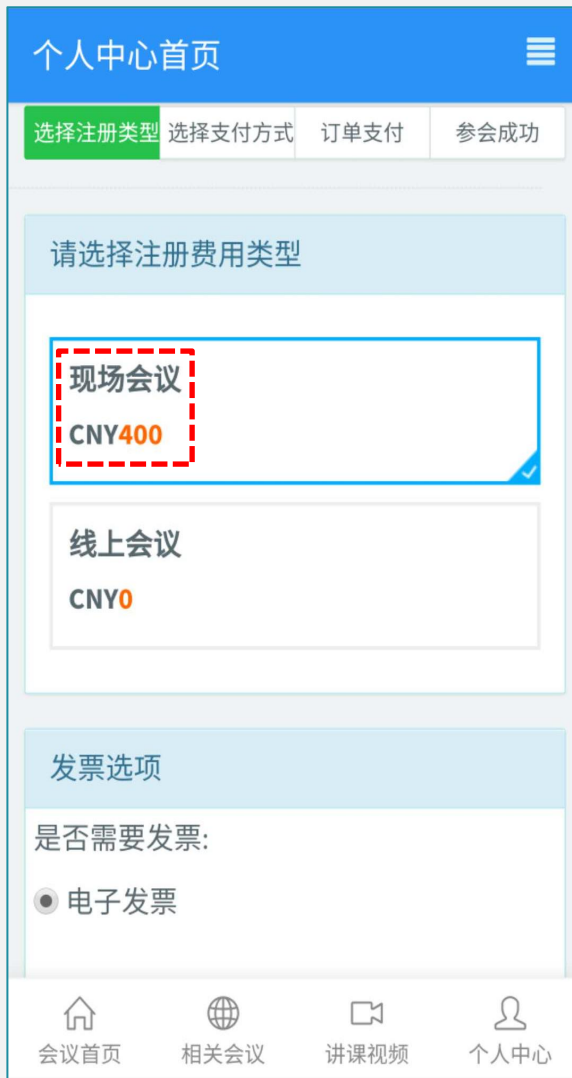 个人中心首页
选择注册类型 选择支付方式 订单支付 参会成功
请选择注册费用类型
现场会议
CNY400
线上会议
CNY0
发票选项
是否需要发票:
电子发票
会议首页 相关会议 讲课视频 个人中心